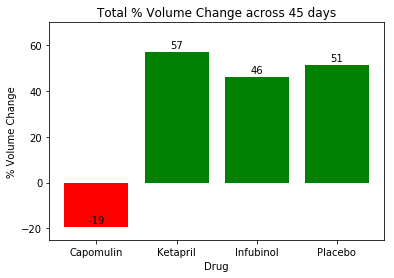 Total % Volume Change across 45 days
% Volume Change
60
40
20
0
−20
57
46
51
-19
Capomulin
Ketapril
Infubinol
Placebo
Drug